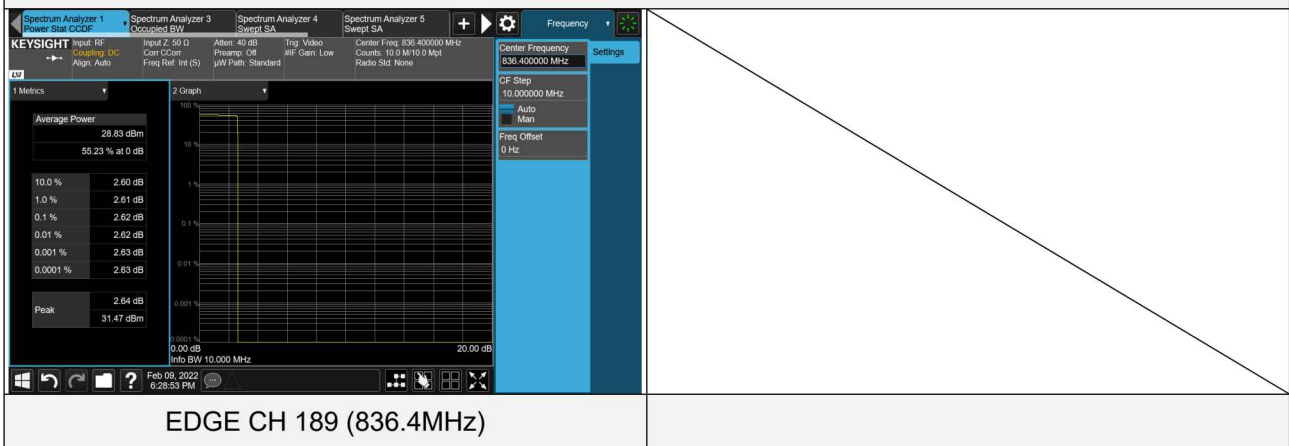 Spectrum Analyzer 1
Power Stat CCDF
Spectrum Analyzer 3
Occupied BW
Spectrum Analyzer 4
Swept SA
Spectrum Analyzer 5
Swept SA
Frequency
KEYSIGHT
Input: RF
Coupling: DC
Align: Auto
Input Z: 50 Ω
Corr CCorr
Freq Ref: Int (S)
Atten: 40 dB
Preamp: Off
µW Path: Standard
Trig: Video
#IF Gain: Low
Center Freq: 836.400000 MHz
Counts: 10.0 M/10.0 Mpt
Radio Std: None
LXI
Center Frequency
836.400000 MHz
Settings
CF Step
10.000000 MHz
Auto
Man
Freq Offset
0 Hz
1 Metrics
Average Power
28.83 dBm
55.23 % at 0 dB
10.0 % 2.60 dB
1.0 % 2.61 dB
0.1 % 2.62 dB
0.01 % 2.62 dB
0.001 % 2.63 dB
0.0001 % 2.63 dB
Peak
2.64 dB
31.47 dBm
2 Graph
100 %
10 %
1 %
0.1 %
0.01 %
0.001 %
0.0001 %
0.00 dB 20.00 dB
Info BW 10.000 MHz
?
Feb 09, 2022
6:28:53 PM
EDGE CH 189 (836.4MHz)